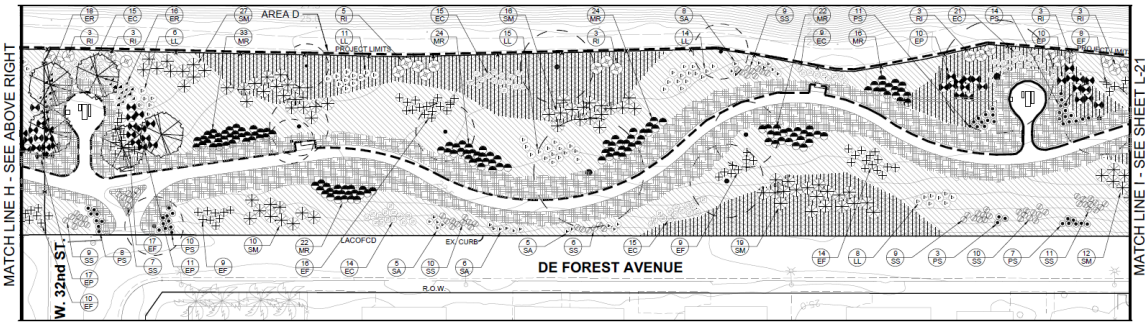 18 ER
15 EC
16 ER
27 SM
AREA D
5 RI
15 EC
16 SM
24 MR
8 SA
9 SS
22 MR
11 PS
3 RI
21 EC
14 PS
3 RI
3 RI
3 RI
3 RI
6 LL
33 MR
11 LL
PROJECT LIMITS
24 MR
15 LL
3 RI
14 LL
9 EC
16 MR
10 EP
10 EP
8 EF
PROJECT LIMIT
MATCH LINE H - SEE ABOVE RIGHT
MATCH LINE I - SEE SHEET L-21
W. 32nd ST.
9 SS
17 EP
10 EF
8 PS
17 EF
7 SS
10 PS
11 EP
9 EF
10 SM
22 MR
16 EF
LACOFCD
14 EC
5 SA
EX. CURB
10 SS
6 SA
5 SA
6 SS
15 EC
9 EF
19 SM
14 EF
8 LL
9 SS
3 PS
10 SS
7 PS
11 SS
12 SM
DE FOREST AVENUE
R.O.W.